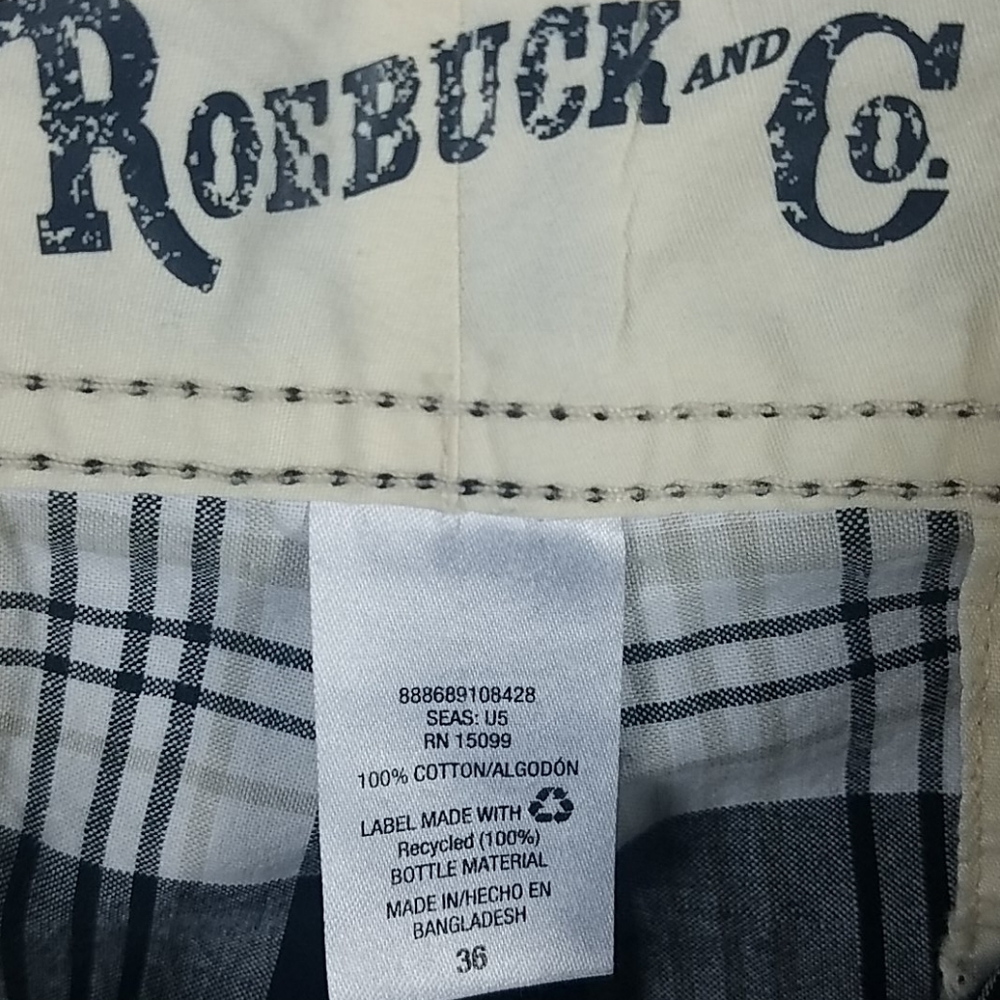 ROEBUCK AND Co.
888689108428
SEAS: U5
RN 15099
100% COTTON/ALGODÓN
LABEL MADE WITH
Recycled (100%)
BOTTLE MATERIAL
MADE IN/HECHO EN
BANGLADESH
36